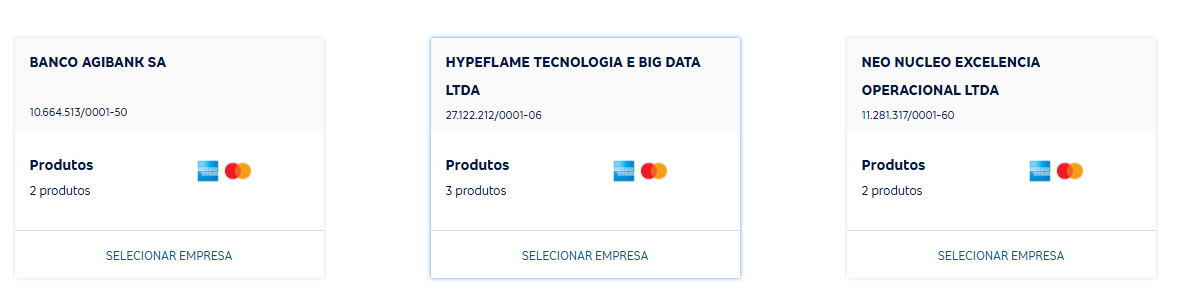 BANCO AGIBANK SA
10.664.513/0001-50
Produtos
2 produtos
SELECIONAR EMPRESA
HYPEFLAME TECNOLOGIA E BIG DATA
LTDA
27.122.212/0001-06
Produtos
3 produtos
SELECIONAR EMPRESA
NEO NUCLEO EXCELENCIA
OPERACIONAL LTDA
11.281.317/0001-60
Produtos
2 produtos
SELECIONAR EMPRESA